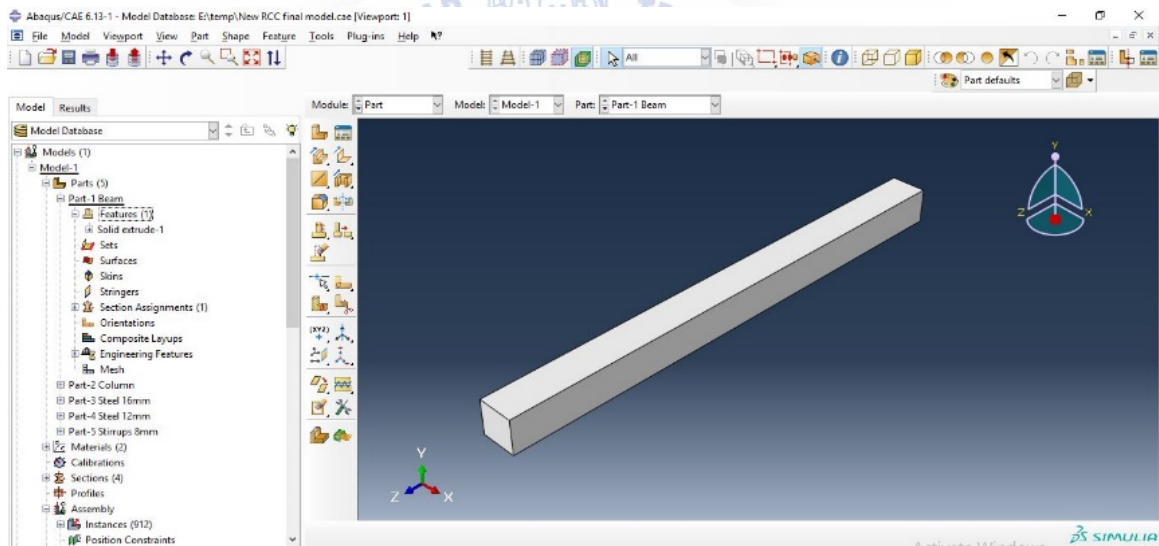 Abaqus/CAE 6.13-1 - Model Database: E:\temp\New RCC final model.cae [Viewport: 1]
File Model Viewport View Part Shape Feature Tools Plug-ins Help
All
Part defaults
Model Results
Module: Part Model: Model-1 Part: Part-1 Beam
Model Database
Models (1)
Model-1
Parts (5)
Part-1 Beam
Features (1)
Solid extrude-1
Sets
Surfaces
Skins
Stringers
Section Assignments (1)
Orientations
Composite Layups
Engineering Features
Mesh
Part-2 Column
Part-3 Steel 16mm
Part-4 Steel 12mm
Part-5 Stirrups 8mm
Materials (2)
Calibrations
Sections (4)
Profiles
Assembly
Instances (912)
Position Constraints
(XYZ)
Y
Z X
Y
Z X
SIMULIA